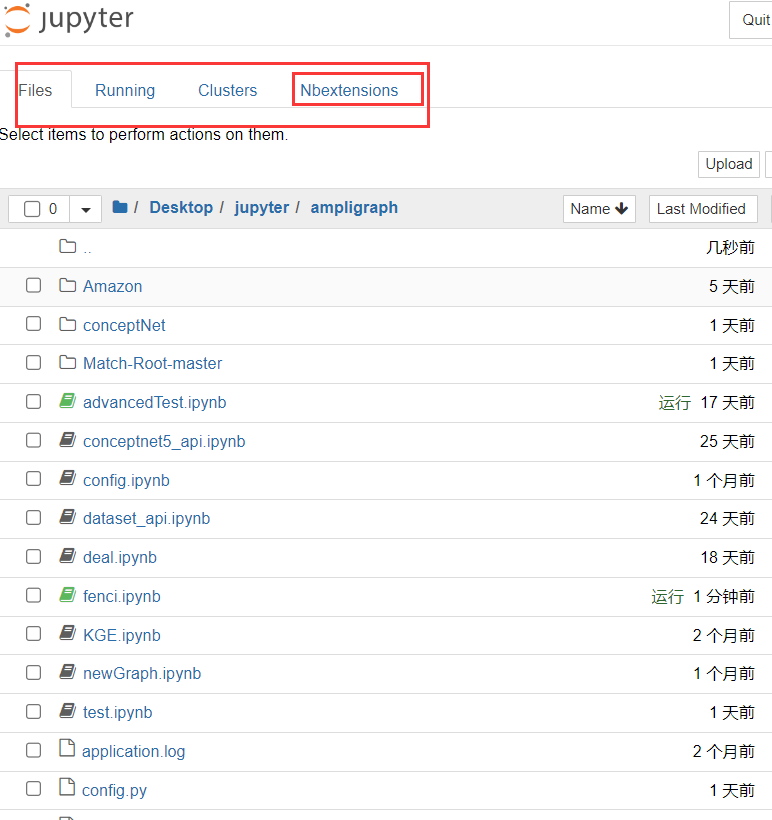 jupyter
Quit
Files Running Clusters Nbextensions
Select items to perform actions on them.
Upload
0 / Desktop / jupyter / ampligraph Name Last Modified
.. 几秒前
Amazon 5 天前
conceptNet 1 天前
Match-Root-master 1 天前
advancedTest.ipynb 运行 17 天前
conceptnet5_api.ipynb 25 天前
config.ipynb 1 个月前
dataset_api.ipynb 24 天前
deal.ipynb 18 天前
fenci.ipynb 运行 1 分钟前
KGE.ipynb 2 个月前
newGraph.ipynb 1 个月前
test.ipynb 1 天前
application.log 2 个月前
config.py 1 天前